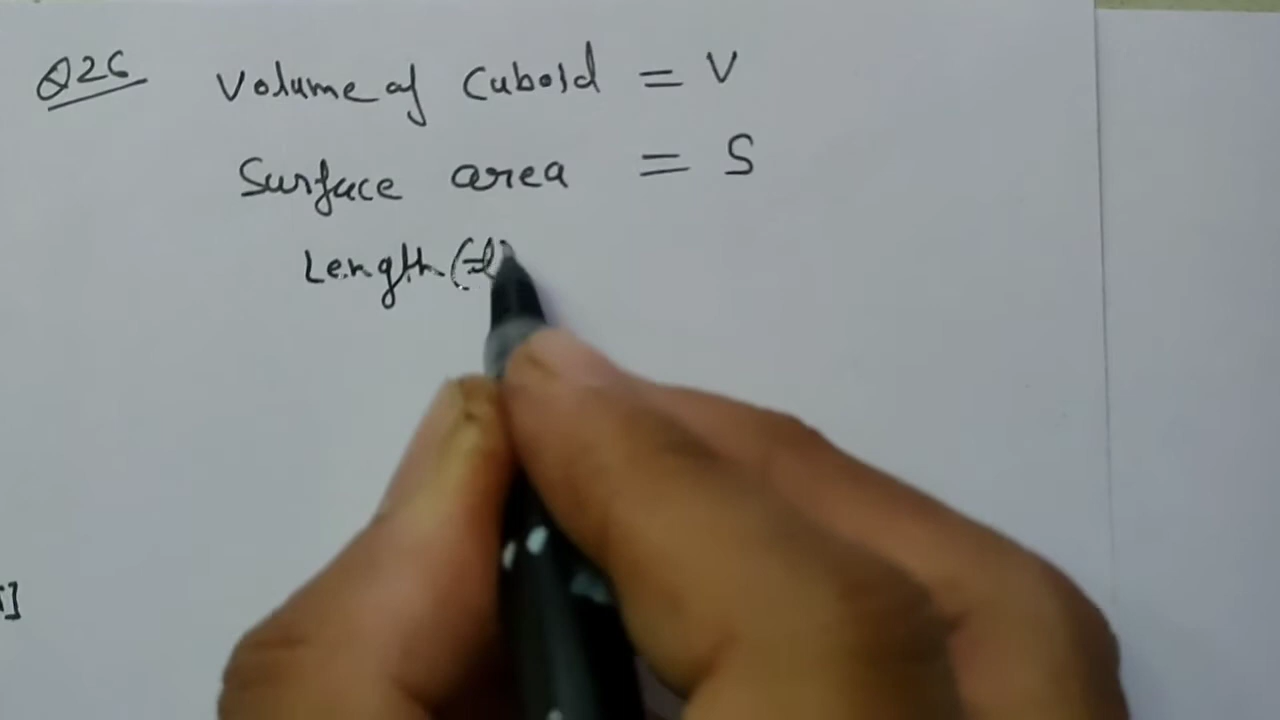 Q26 Volume of Cuboid = V
Surface area = S
Length (l)
]